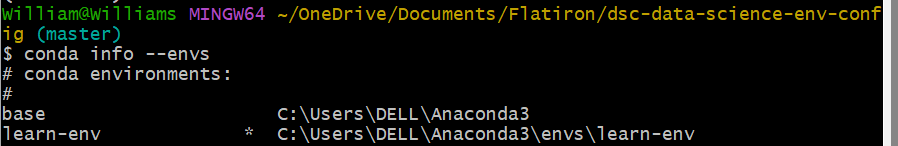 William@Williams MINGW64 ~/OneDrive/Documents/Flatiron/dsc-data-science-env-conf
ig (master)
$ conda info --envs
# conda environments:
#
base                     C:\Users\DELL\Anaconda3
learn-env             *  C:\Users\DELL\Anaconda3\envs\learn-env